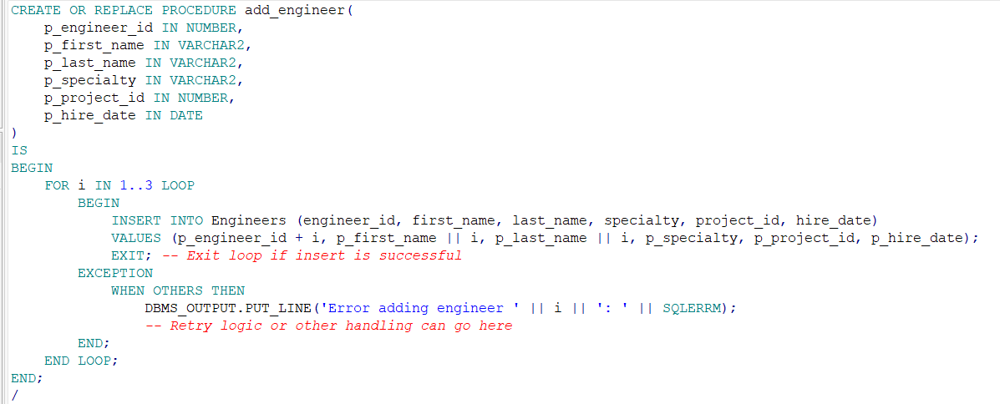 CREATE OR REPLACE PROCEDURE add_engineer(
    p_engineer_id IN NUMBER,
    p_first_name IN VARCHAR2,
    p_last_name IN VARCHAR2,
    p_specialty IN VARCHAR2,
    p_project_id IN NUMBER,
    p_hire_date IN DATE
)
IS
BEGIN
    FOR i IN 1..3 LOOP
        BEGIN
            INSERT INTO Engineers (engineer_id, first_name, last_name, specialty, project_id, hire_date)
            VALUES (p_engineer_id + i, p_first_name || i, p_last_name || i, p_specialty, p_project_id, p_hire_date);
            EXIT; -- Exit loop if insert is successful
        EXCEPTION
            WHEN OTHERS THEN
                DBMS_OUTPUT.PUT_LINE('Error adding engineer ' || i || ': ' || SQLERRM);
                -- Retry logic or other handling can go here
        END;
    END LOOP;
END;
/